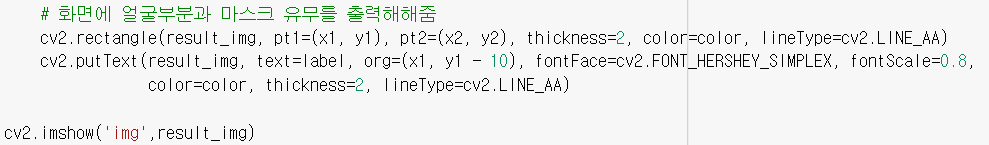 # 화면에 얼굴부분과 마스크 유무를 출력해해줌
cv2.rectangle(result_img, pt1=(x1, y1), pt2=(x2, y2), thickness=2, color=color, lineType=cv2.LINE_AA)
cv2.putText(result_img, text=label, org=(x1, y1 - 10), fontFace=cv2.FONT_HERSHEY_SIMPLEX, fontScale=0.8,
color=color, thickness=2, lineType=cv2.LINE_AA)
cv2.imshow('img',result_img)